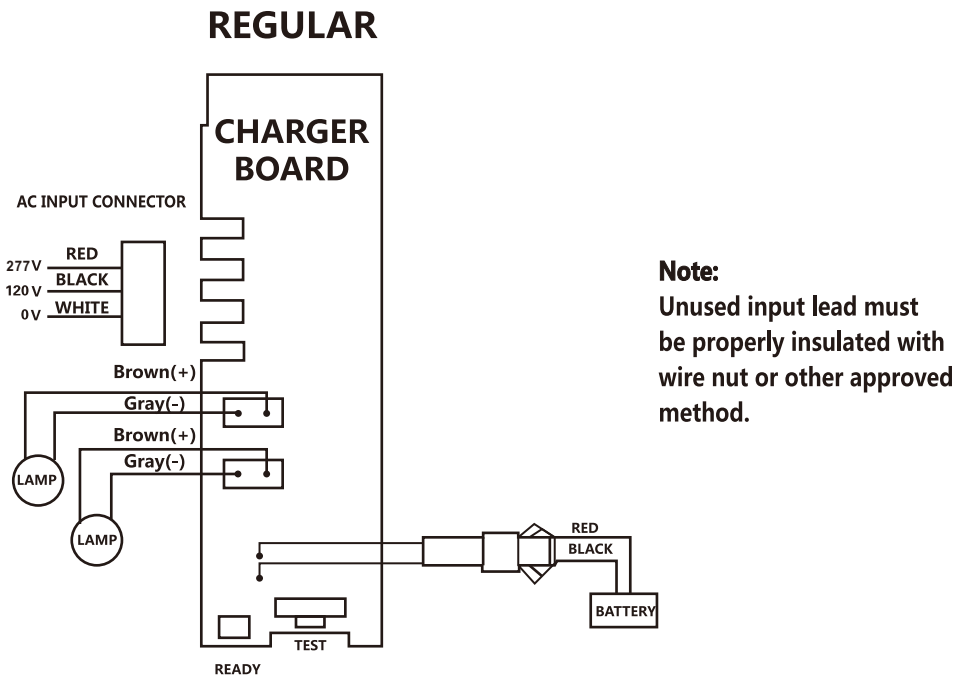 REGULAR
CHARGER
BOARD
AC INPUT CONNECTOR
277V RED
120V BLACK
0V WHITE
Brown(+)
Gray(-)
Brown(+)
Gray(-)
LAMP
LAMP
RED
BLACK
BATTERY
TEST
READY
Note:
Unused input lead must
be properly insulated with
wire nut or other approved
method.